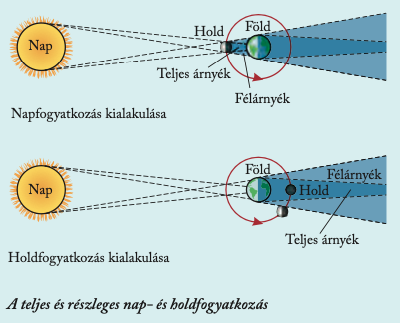 Hold
Föld
Nap
Teljes árnyék
Félárnyék
Napfogyatkozás kialakulása
Föld
Félárnyék
Nap
Hold
Teljes árnyék
Holdfogyatkozás kialakulása
A teljes és részleges nap- és holdfogyatkozás